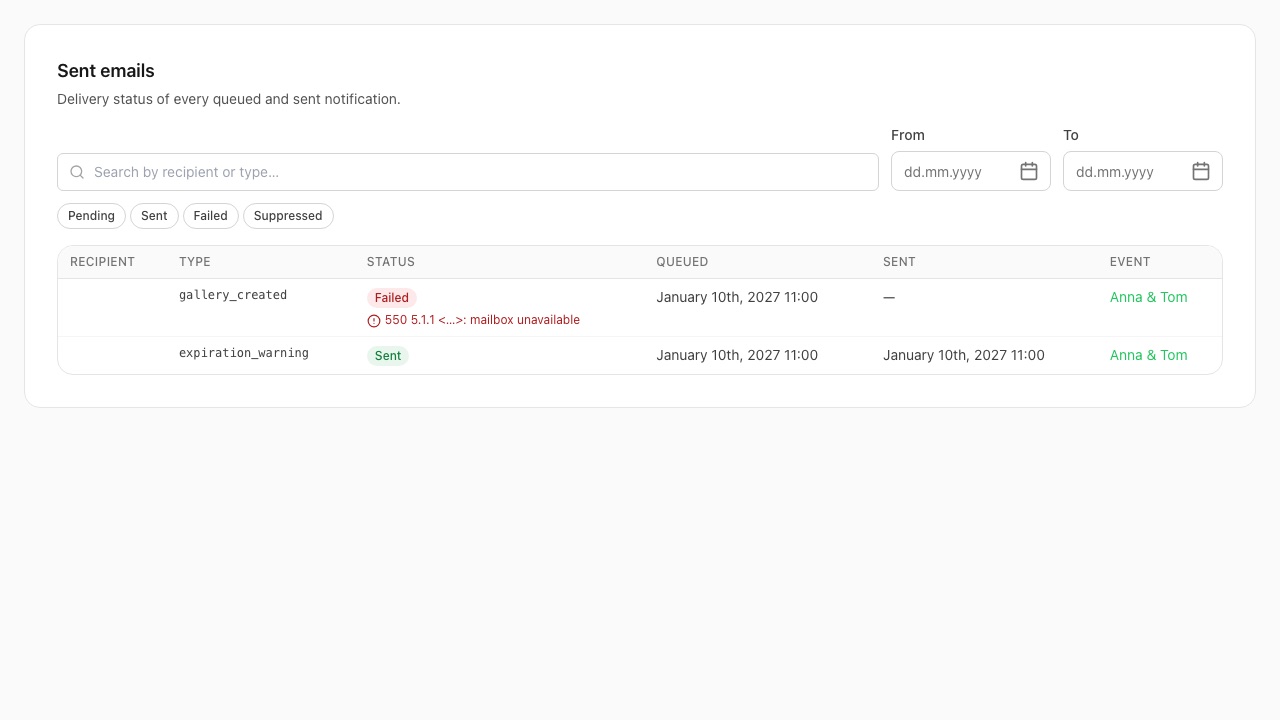 Sent emails
Delivery status of every queued and sent notification.
From
To
Search by recipient or type...
dd.mm.yyyy
dd.mm.yyyy
Pending Sent Failed Suppressed
RECIPIENT TYPE STATUS QUEUED SENT EVENT
gallery_created Failed January 10th, 2027 11:00 — Anna & Tom
550 5.1.1 <...>: mailbox unavailable
expiration_warning Sent January 10th, 2027 11:00 January 10th, 2027 11:00 Anna & Tom